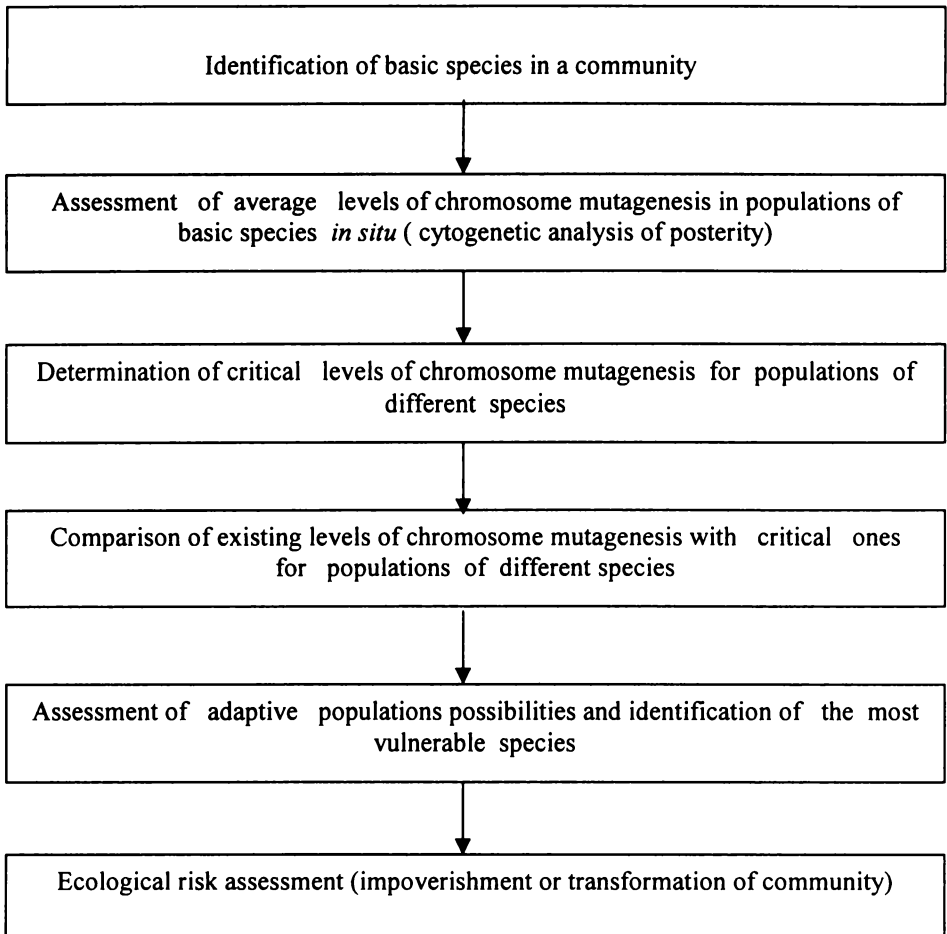 Identification of basic species in a community
Assessment of average levels of chromosome mutagenesis in populations of
basic species in situ ( cytogenetic analysis of posterity)
Determination of critical levels of chromosome mutagenesis for populations of
different species
Comparison of existing levels of chromosome mutagenesis with critical ones
for populations of different species
Assessment of adaptive populations possibilities and identification of the most
vulnerable species
Ecological risk assessment (impoverishment or transformation of community)